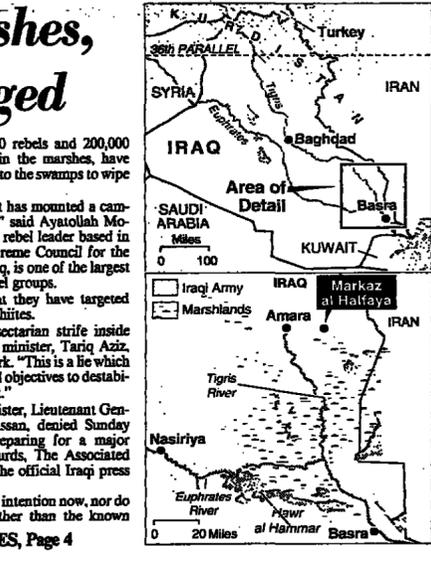 shes,
ged
0 rebels and 200,000
in the marshes, have
to the swamps to wipe
t has mounted a cam-
" said Ayatollah Mo-
rebel leader based in
reme Council for the
q, is one of the largest
el groups.
at they have targeted
hiites.
sectarian strife inside
minister, Tariq Aziz,
rk. "This is a lie which
l objectives to destabi-
."
ister, Lieutenant Gen-
assan, denied Sunday
eparing for a major
urds, The Associated
he official Iraqi press
intention now, nor do
ther than the known
ES, Page 4
KURDISTAN
Turkey
36th PARALLEL
IRAN
SYRIA
Tigris
Euphrates
Baghdad
IRAQ
Area of
Detail
Basra
SAUDI
ARABIA
Miles
0 100
KUWAIT
Iraqi Army
Marshlands
IRAQ
Markaz
al Halfaya
Amara
IRAN
Tigris
River
Nasiriya
Euphrates
River
Hawr
al Hammar
0 20 Miles
Basra